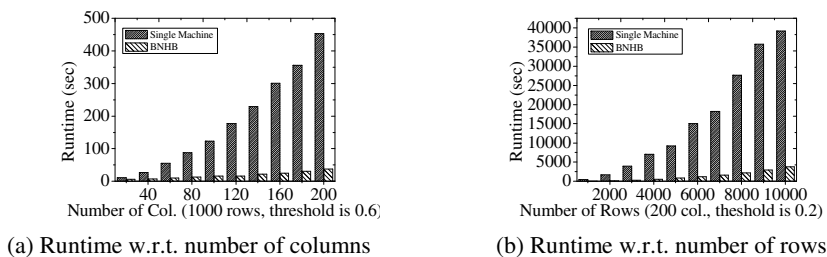 500
400
300
200
100
0
Runtime (sec)
Single Machine
BNHB
40 80 120 160 200
Number of Col. (1000 rows, threshold is 0.6)
(a) Runtime w.r.t. number of columns
40000
35000
30000
25000
20000
15000
10000
5000
0
Runtime (sec)
Single Machine
BNHB
2000 4000 6000 8000 10000
Number of Rows (200 col., theshold is 0.2)
(b) Runtime w.r.t. number of rows